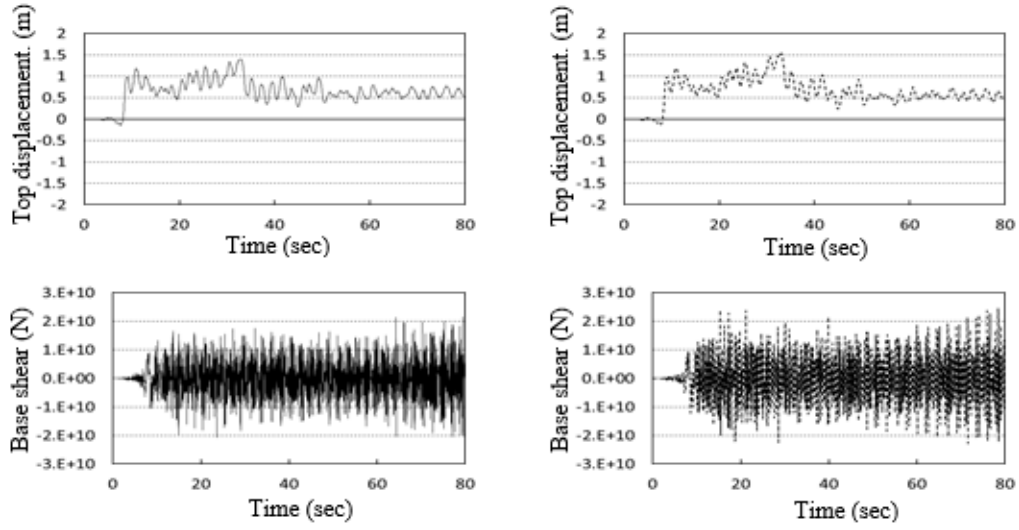 Top displacement. (m)
2
1.5
1
0.5
0
-0.5
-1
-1.5
-2
0
20
40
60
80
Time (sec)
Top displacement. (m)
2
1.5
1
0.5
0
-0.5
-1
-1.5
-2
0
20
40
60
80
Time (sec)
Base shear (N)
3.E+10
2.E+10
1.E+10
0.E+00
-1.E+10
-2.E+10
-3.E+10
0
20
40
60
80
Time (sec)
Base shear (N)
3.E+10
2.E+10
1.E+10
0.E+00
-1.E+10
-2.E+10
-3.E+10
0
20
40
60
80
Time (sec)